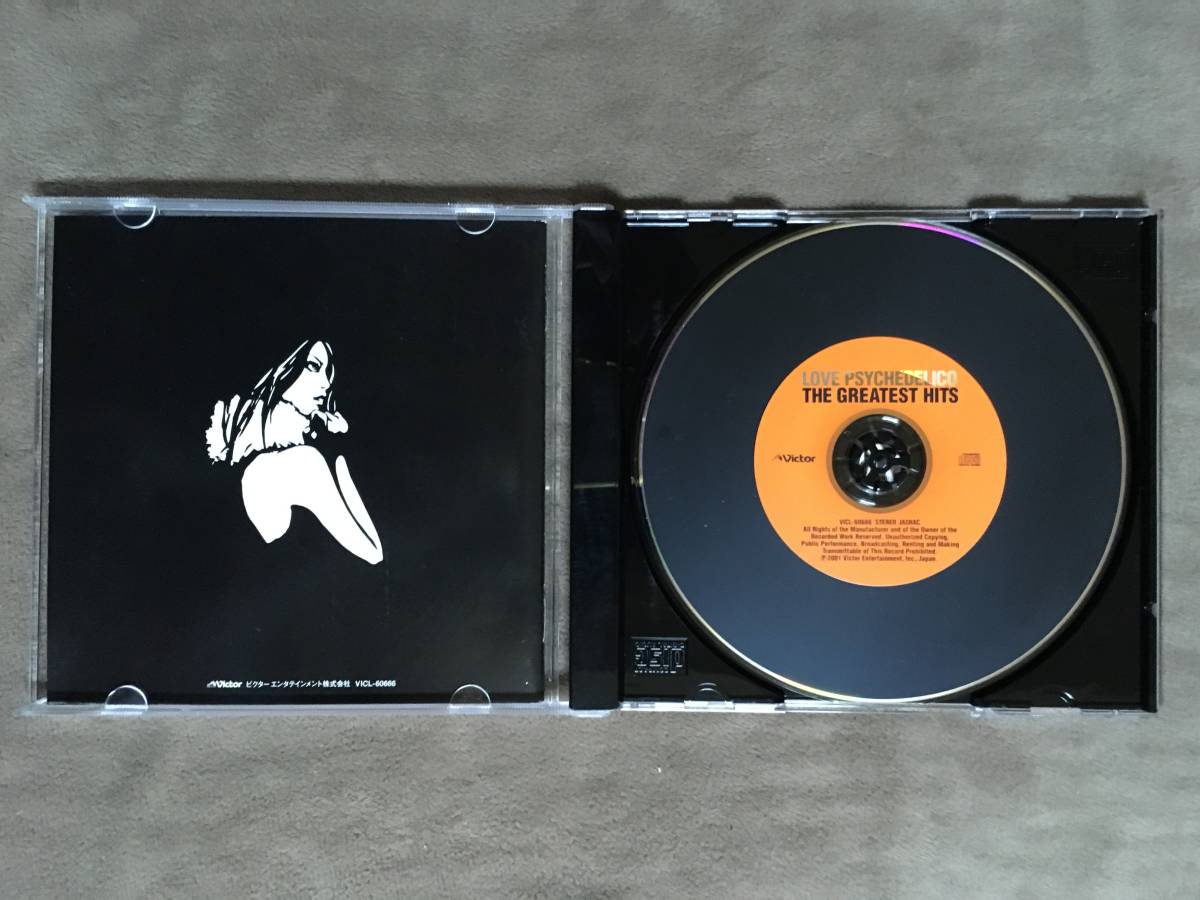 Victor ビクターエンタテインメント株式会社 VICL-60666
LOVE PSYCHEDELICO
THE GREATEST HITS
Victor
VICL-60666 STEREO JASRAC
All Rights of the Manufacturer and of the Owner of the
Recorded Work Reserved. Unauthorized Copying,
Public Performance, Broadcasting, Renting and Making
Transmittable of This Record Prohibited.
℗2001 Victor Entertainment, Inc., Japan